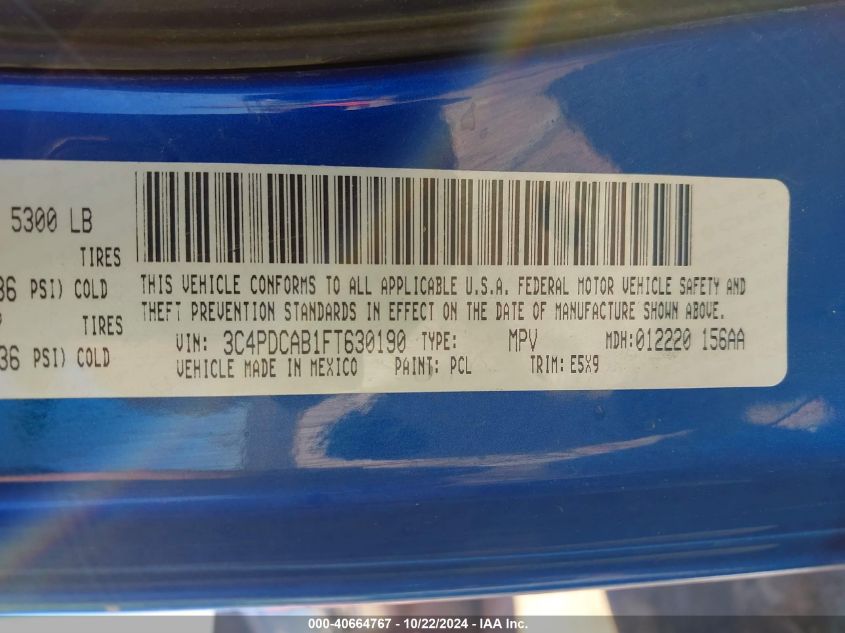 5300 LB
TIRES
36 PSI) COLD
TIRES
36 PSI) COLD
THIS VEHICLE CONFORMS TO ALL APPLICABLE U.S.A. FEDERAL MOTOR VEHICLE SAFETY AND
THEFT PREVENTION STANDARDS IN EFFECT ON THE DATE OF MANUFACTURE SHOWN ABOVE.
VIN: 3C4PDCAB1FT630190 TYPE: MPV MDH:012220 156AA
VEHICLE MADE IN MEXICO PAINT: PCL TRIM: E5X9
000-40664767 - 10/22/2024 - IAA